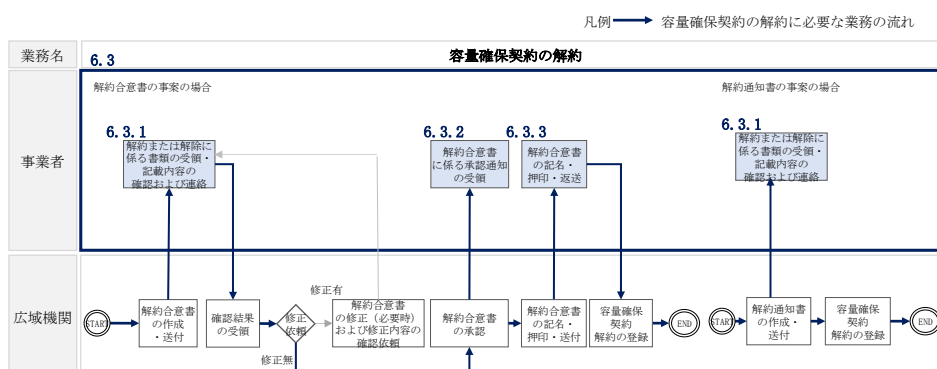 凡例 容量確保契約の解約に必要な業務の流れ
業務名
6.3
容量確保契約の解約
事業者
解約合意書の事案の場合
解約通知書の事案の場合
6.3.1
解約または解除に
係る書類の受領・
記載内容の
確認および連絡
6.3.2
解約合意書
に係る承認通知
の受領
6.3.3
解約合意書
の記名・
押印・返送
6.3.1
解約または解除に
係る書類の受領・
記載内容の
確認および連絡
広域機関
START
解約合意書
の作成
・送付
確認結果
の受領
修正
依頼
修正有
修正無
解約合意書
の修正（必要時）
および修正内容の
確認依頼
解約合意書
の承認
解約合意書
の記名・
押印・送付
容量確保
契約
解約の登録
END
START
解約通知書
の作成・
送付
容量確保
契約
解約の登録
END